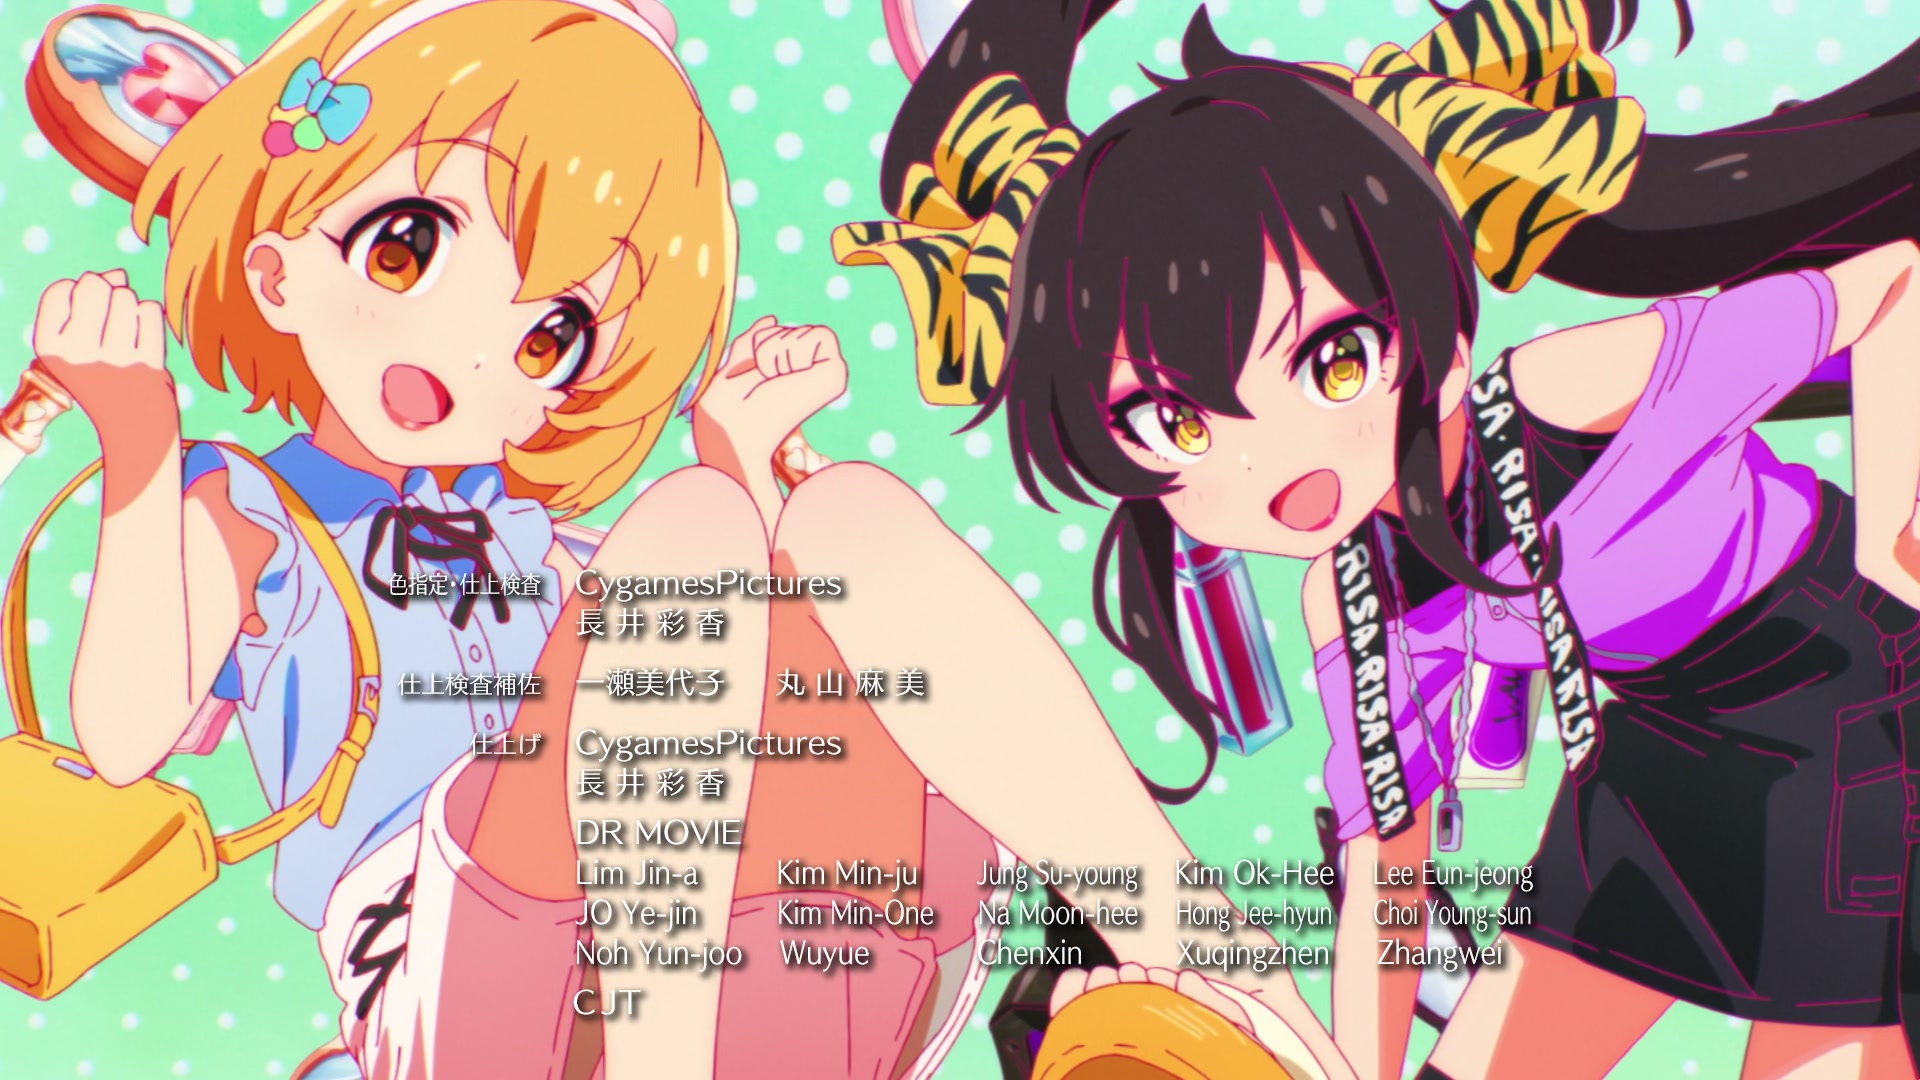 色指定・仕上検査 CygamesPictures
長井彩香
仕上検査補佐 一瀬美代子 丸山麻美
仕上げ CygamesPictures
長井彩香
DR MOVIE
Lim Jin-a Kim Min-ju Jung Su-young Kim Ok-Hee Lee Eun-jeong
JO Ye-jin Kim Min-One Na Moon-hee Hong Jee-hyun Choi Young-sun
Noh Yun-joo Wuyue Chenxin Xuqingzhen Zhangwei
CJT
SA・RISA・RISA・
RISA・RISA
・RISA・RISA・RISA